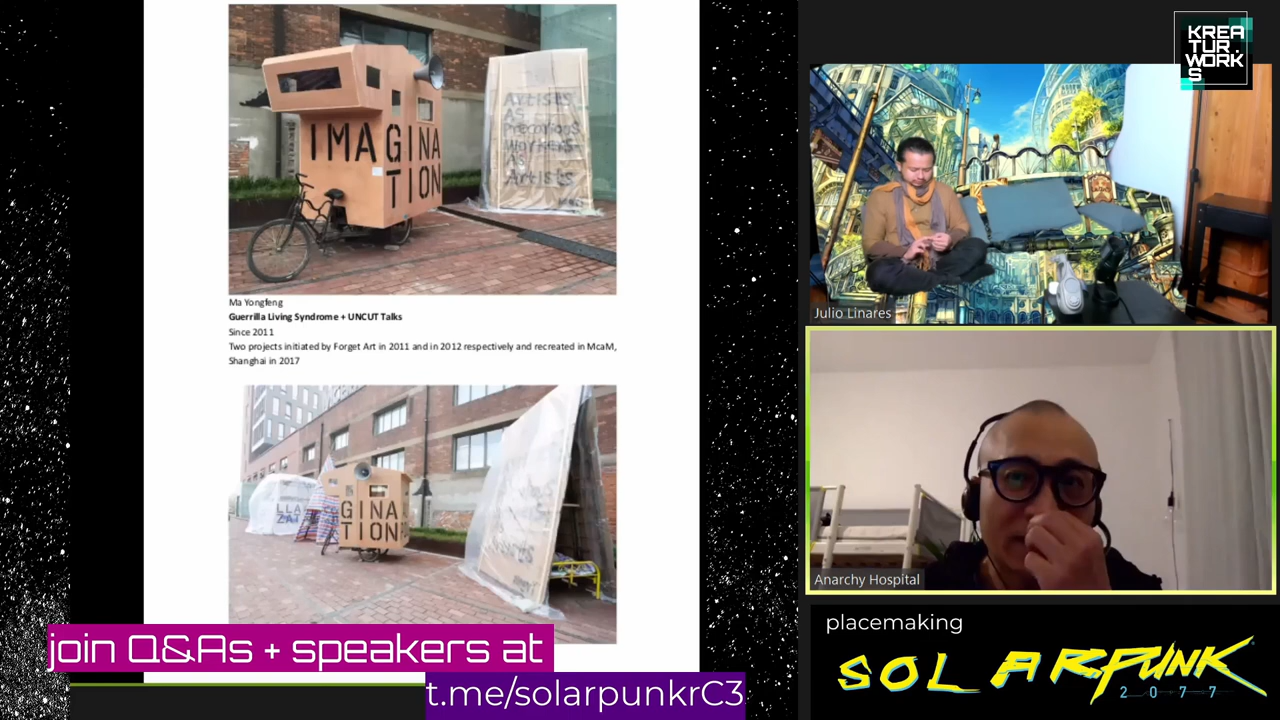 IMAGINA
TION
ARTISTS
AS
Precarious
Workers
AS
Artists
Ma Yongfeng
Guerrilla Living Syndrome + UNCUT Talks
Since 2011
Two projects initiated by Forget Art in 2011 and in 2012 respectively and recreated in McaM,
Shanghai in 2017
GINA
TION
join Q&As + speakers at
t.me/solarpunkrC3
KREA
TUR.
WORK
S
Julio Linares
Anarchy Hospital
placemaking
SOLARPUNK
2077